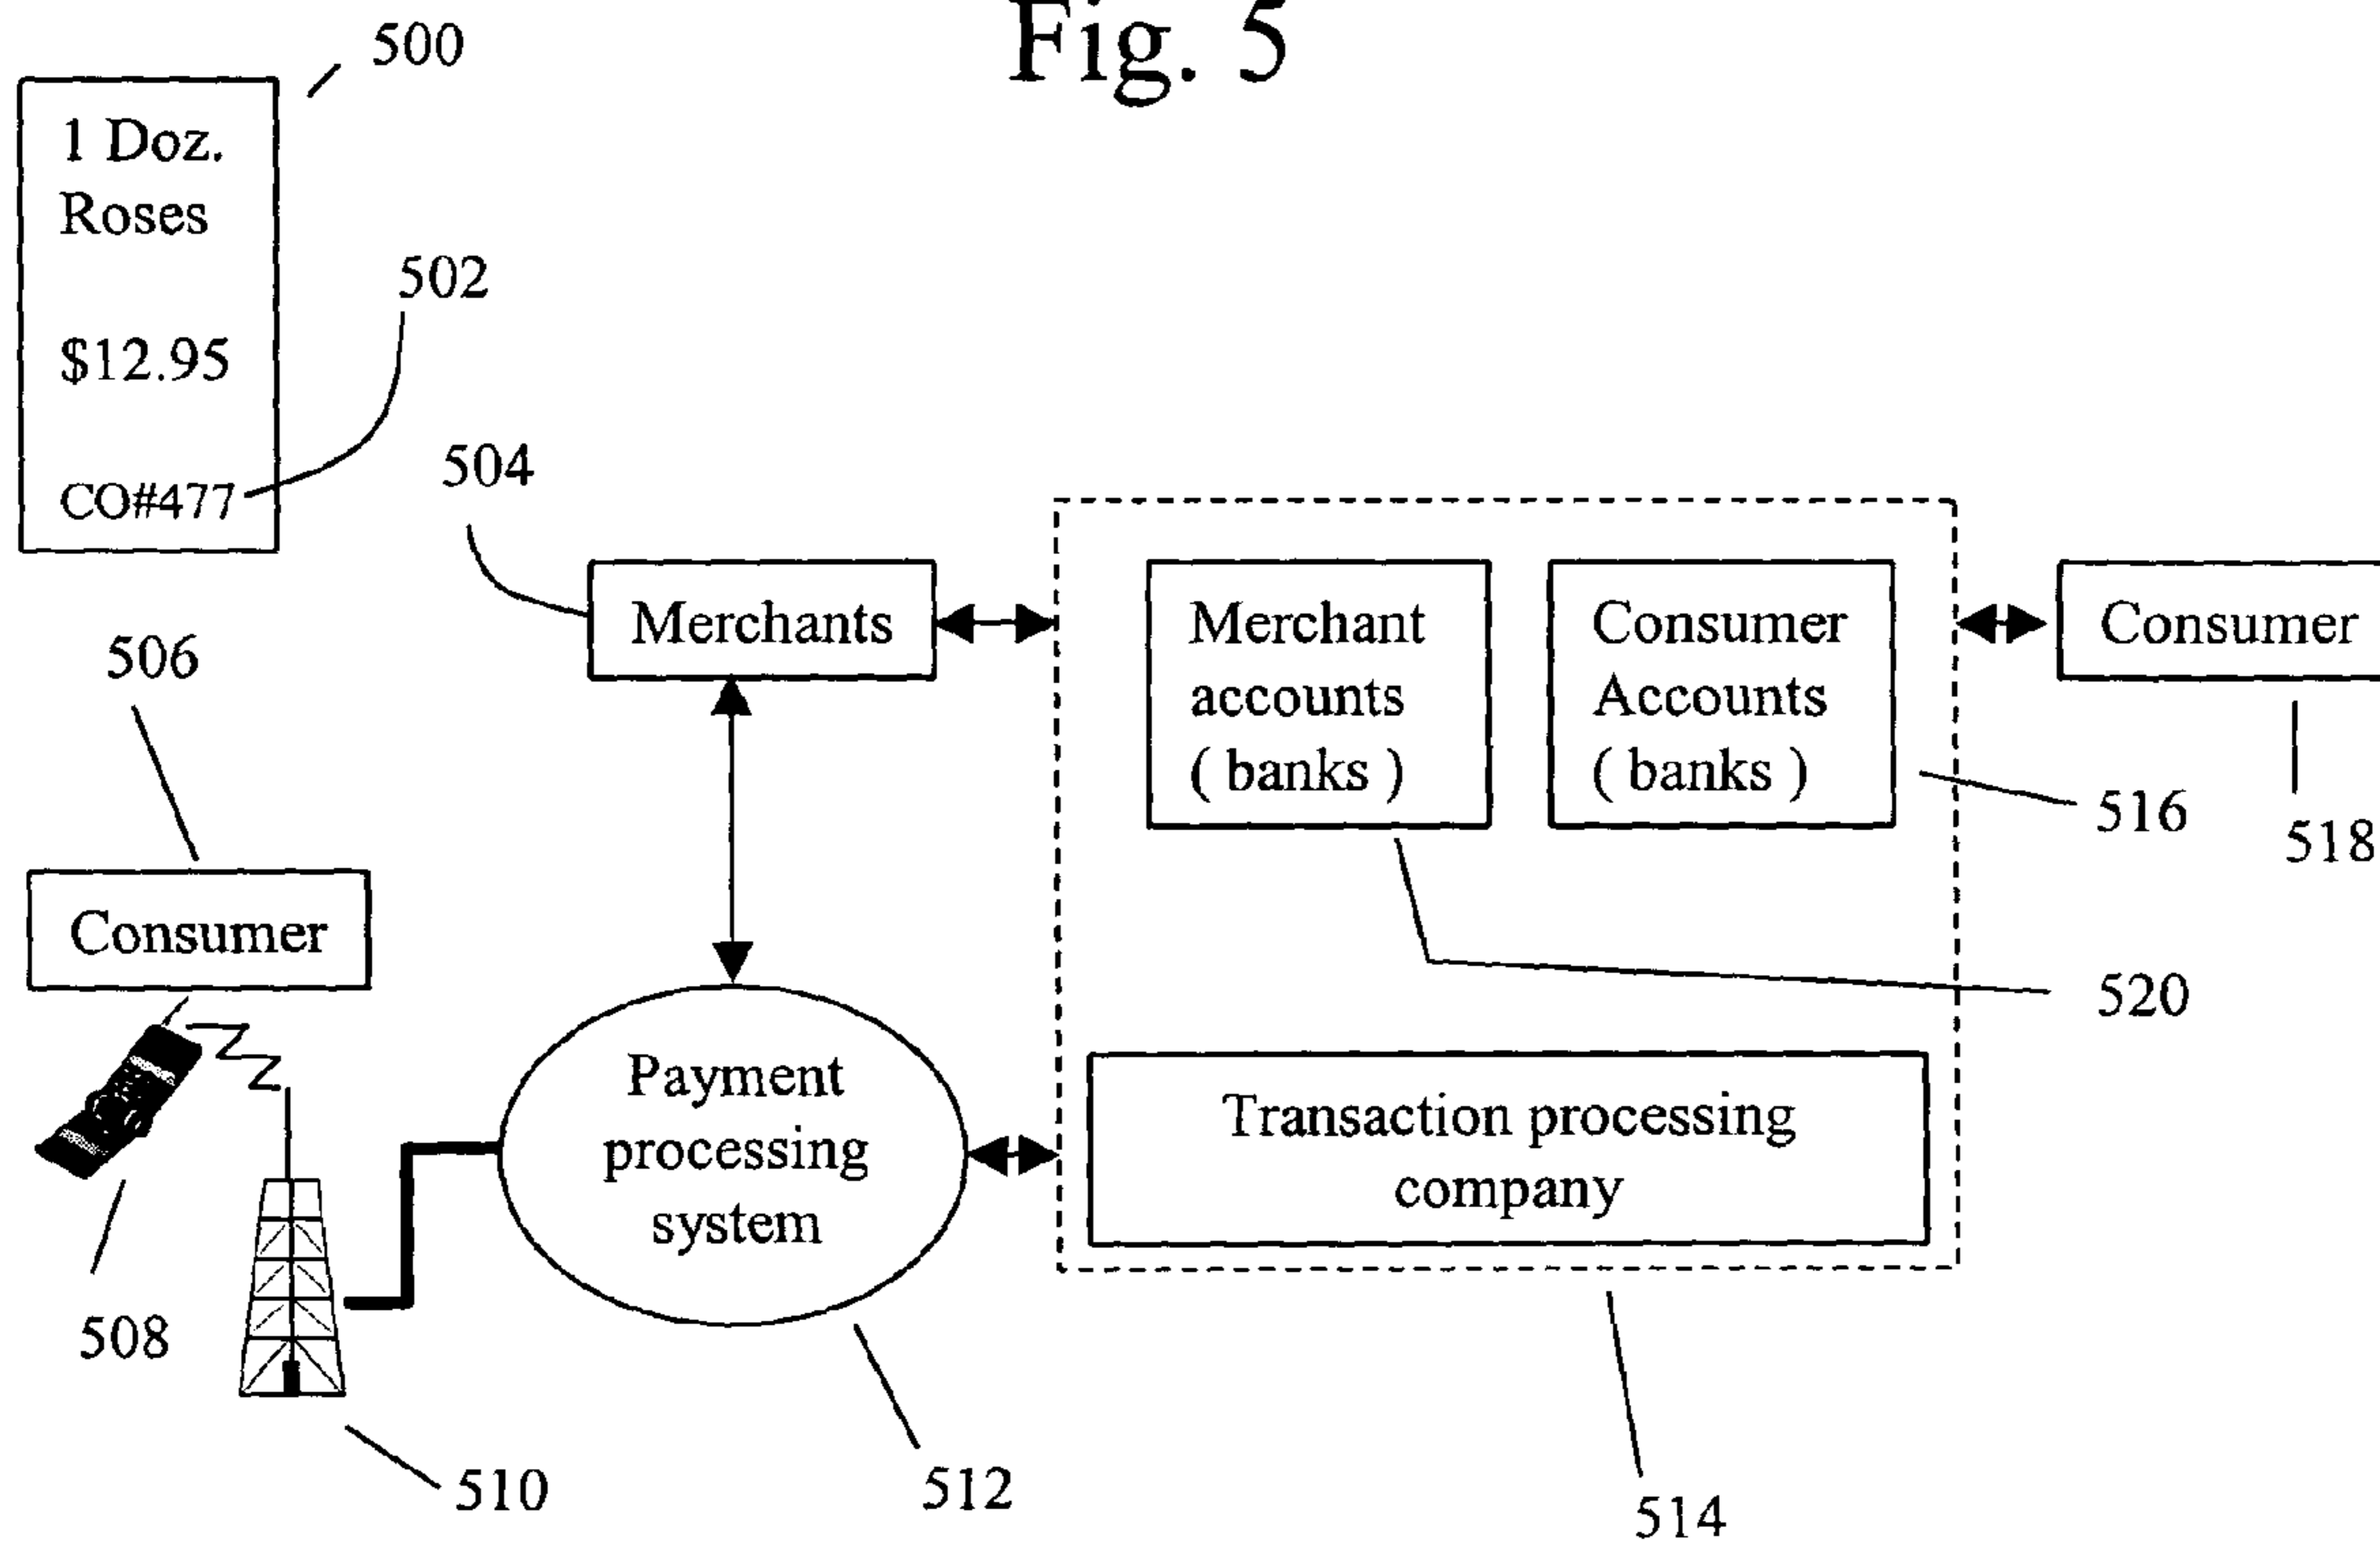 Fig. 5
500
1 Doz.
Roses
$12.95
CO#477
502
504
Merchants
Merchant
accounts
( banks )
Consumer
Accounts
( banks )
Consumer
516
518
520
506
Consumer
508
510
Payment
processing
system
512
Transaction processing
company
514